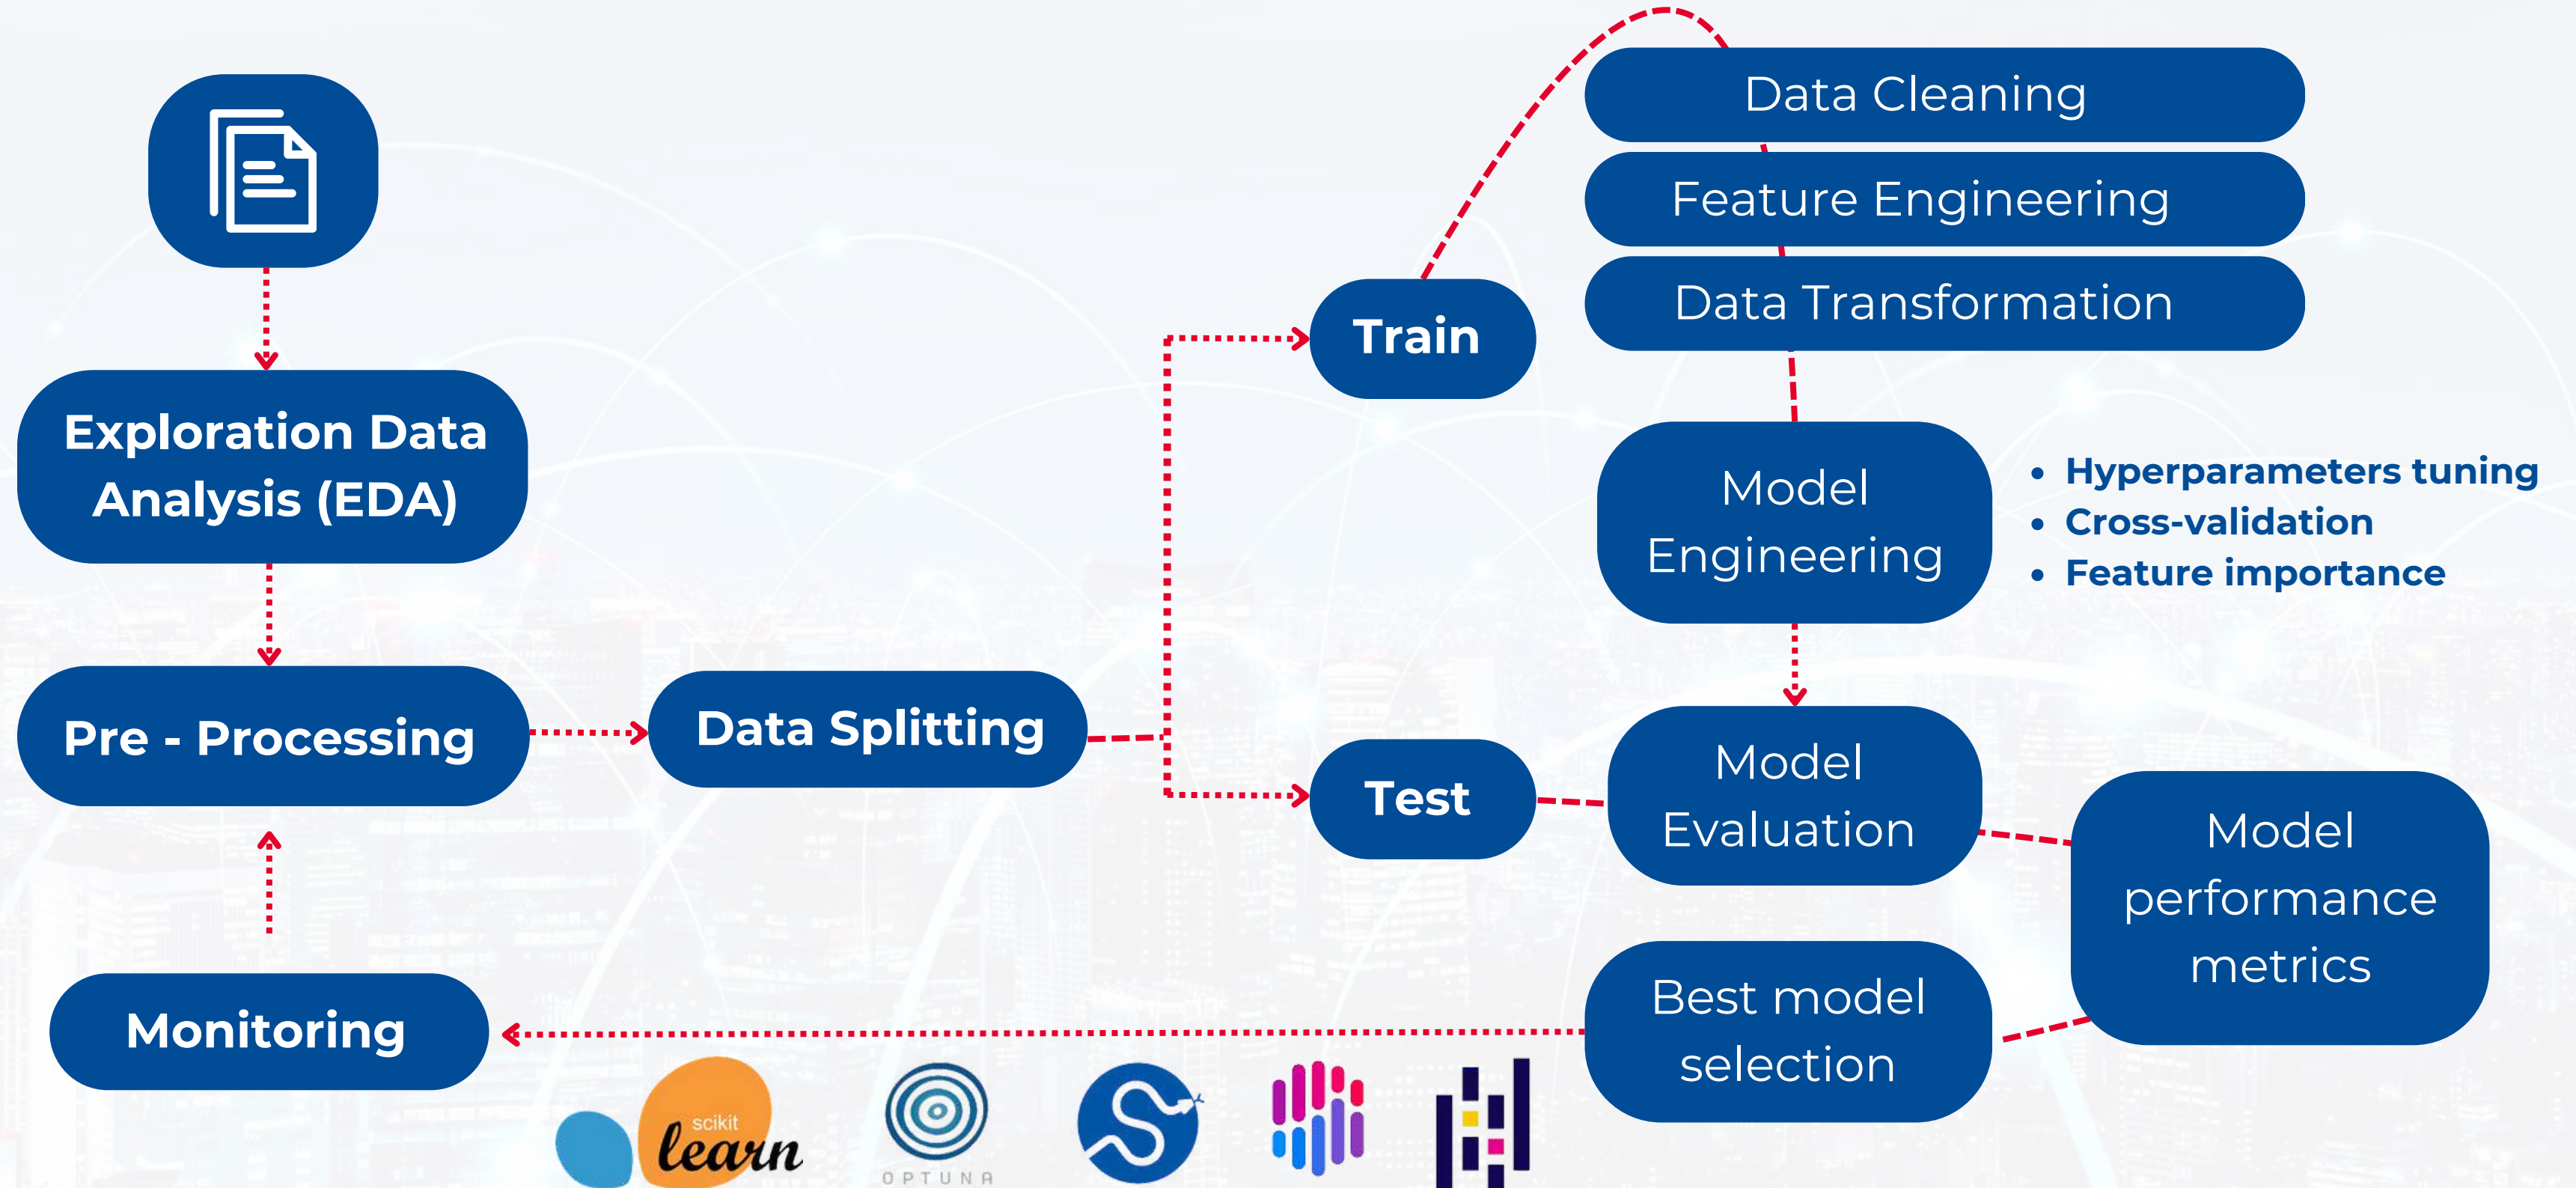 Data Cleaning
Feature Engineering
Data Transformation
Train
Exploration Data
Analysis (EDA)
Model
Engineering
• Hyperparameters tuning
• Cross-validation
• Feature importance
Pre - Processing
Data Splitting
Test
Model
Evaluation
Model
performance
metrics
Best model
selection
Monitoring
scikit
learn
OPTUNA